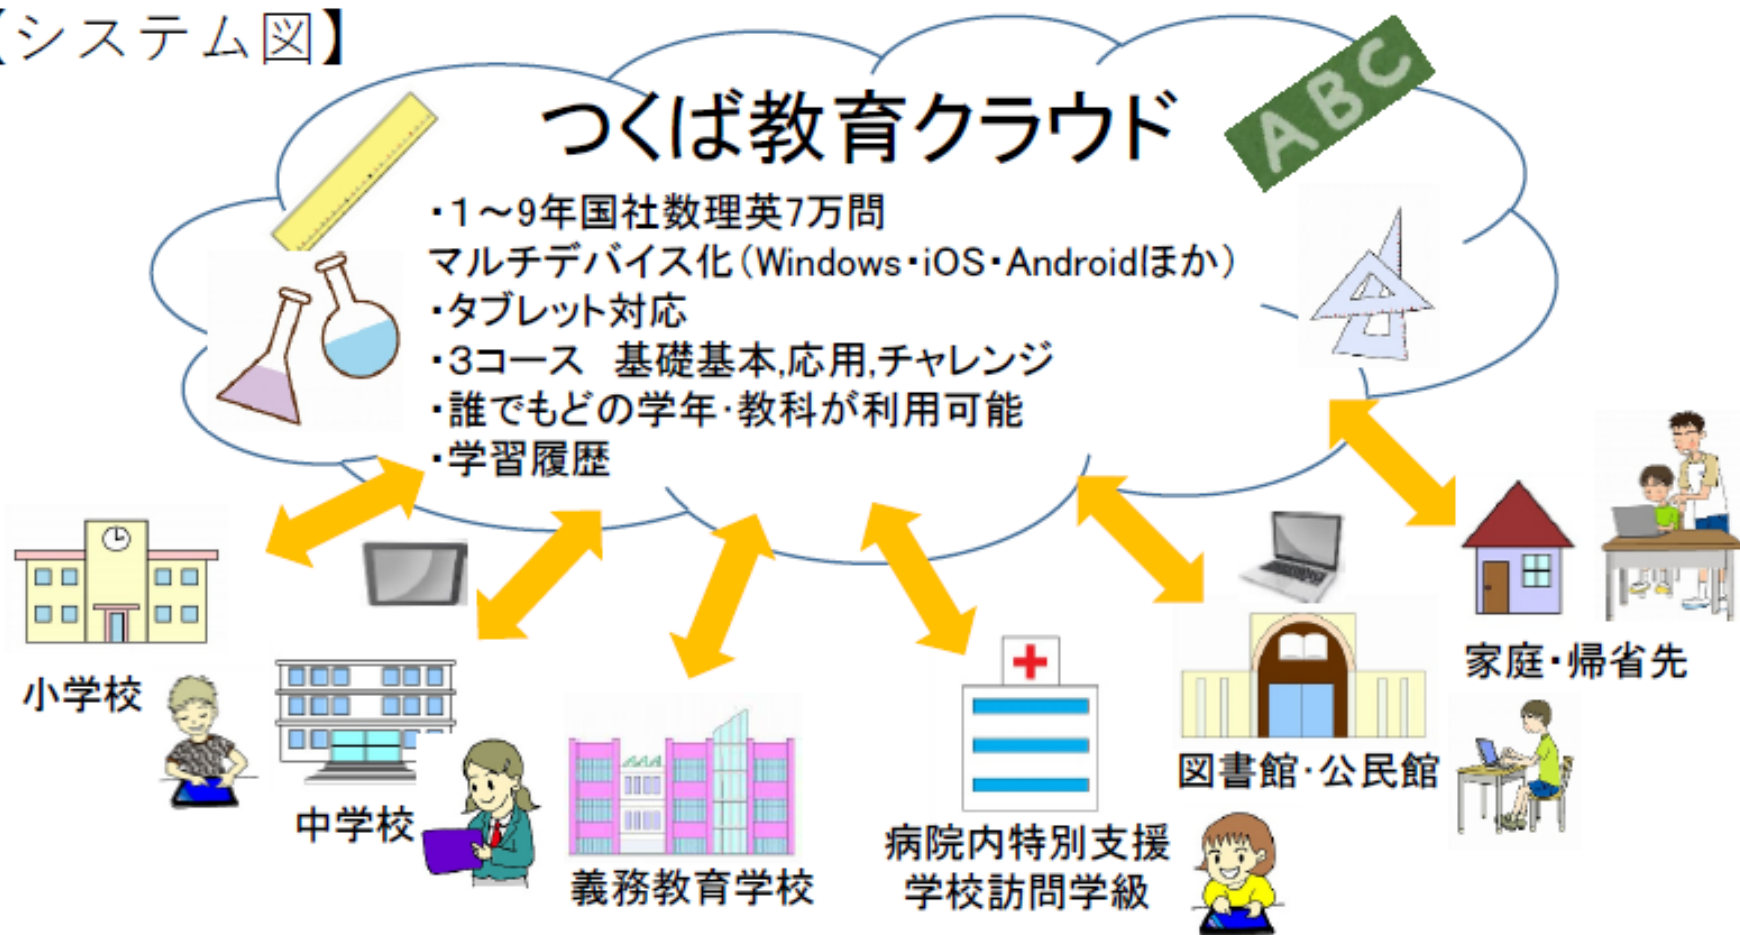 【システム図】
つくば教育クラウド
ABC
・1～9年国社数理英7万問
マルチデバイス化（Windows・iOS・Androidほか）
・タブレット対応
・3コース　基礎基本,応用,チャレンジ
・誰でもどの学年・教科が利用可能
・学習履歴
小学校
中学校
義務教育学校
病院内特別支援
学校訪問学級
図書館・公民館
家庭・帰省先